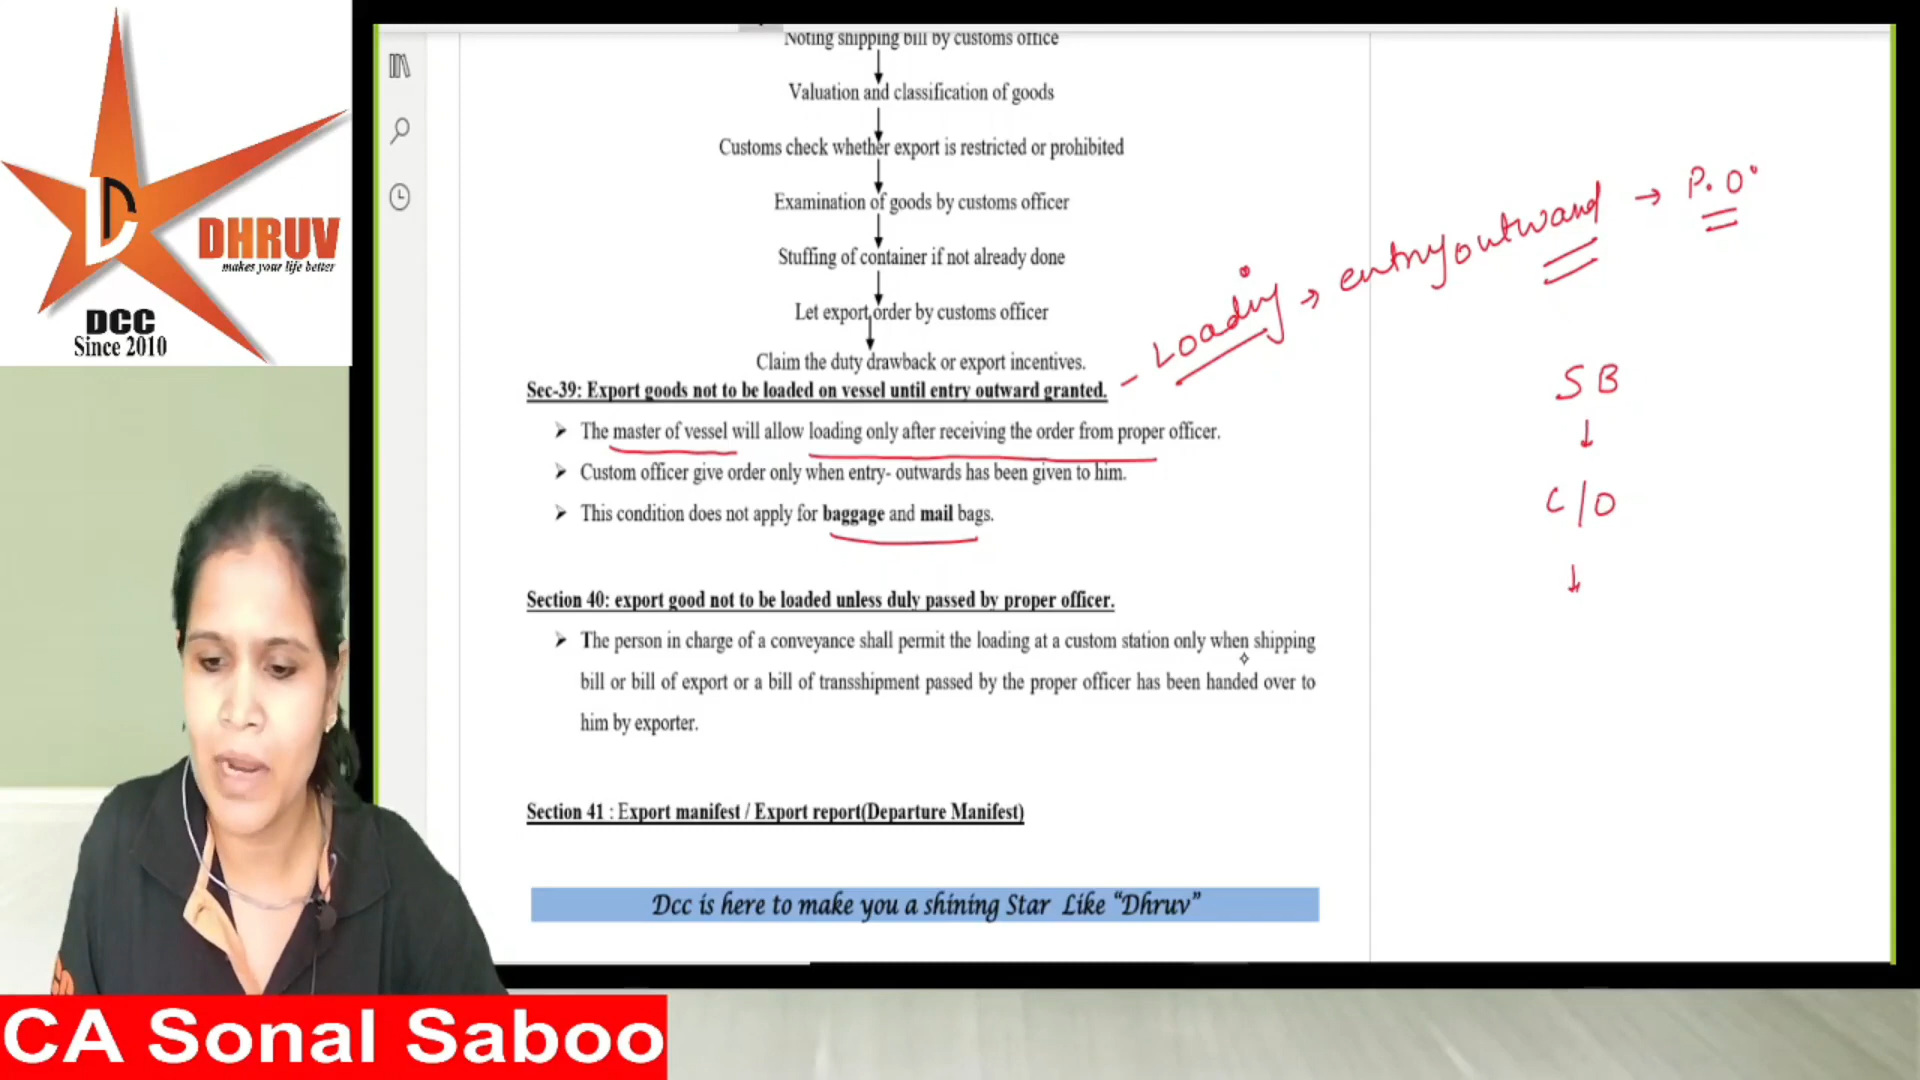 DHRUV
makes your life better
DCC
Since 2010
Noting shipping bill by customs office
Valuation and classification of goods
Customs check whether export is restricted or prohibited
Examination of goods by customs officer
Stuffing of container if not already done
Let export order by customs officer
Claim the duty drawback or export incentives.
Sec-39: Export goods not to be loaded on vessel until entry outward granted.
- Loading → entry outward → P.O.
➢ The master of vessel will allow loading only after receiving the order from proper officer.
➢ Custom officer give order only when entry- outwards has been given to him.
➢ This condition does not apply for baggage and mail bags.
SB
↓
C/O
↓
Section 40: export good not to be loaded unless duly passed by proper officer.
➢ The person in charge of a conveyance shall permit the loading at a custom station only when shipping
bill or bill of export or a bill of transshipment passed by the proper officer has been handed over to
him by exporter.
Section 41 : Export manifest / Export report(Departure Manifest)
Dcc is here to make you a shining Star Like “Dhruv”
CA Sonal Saboo